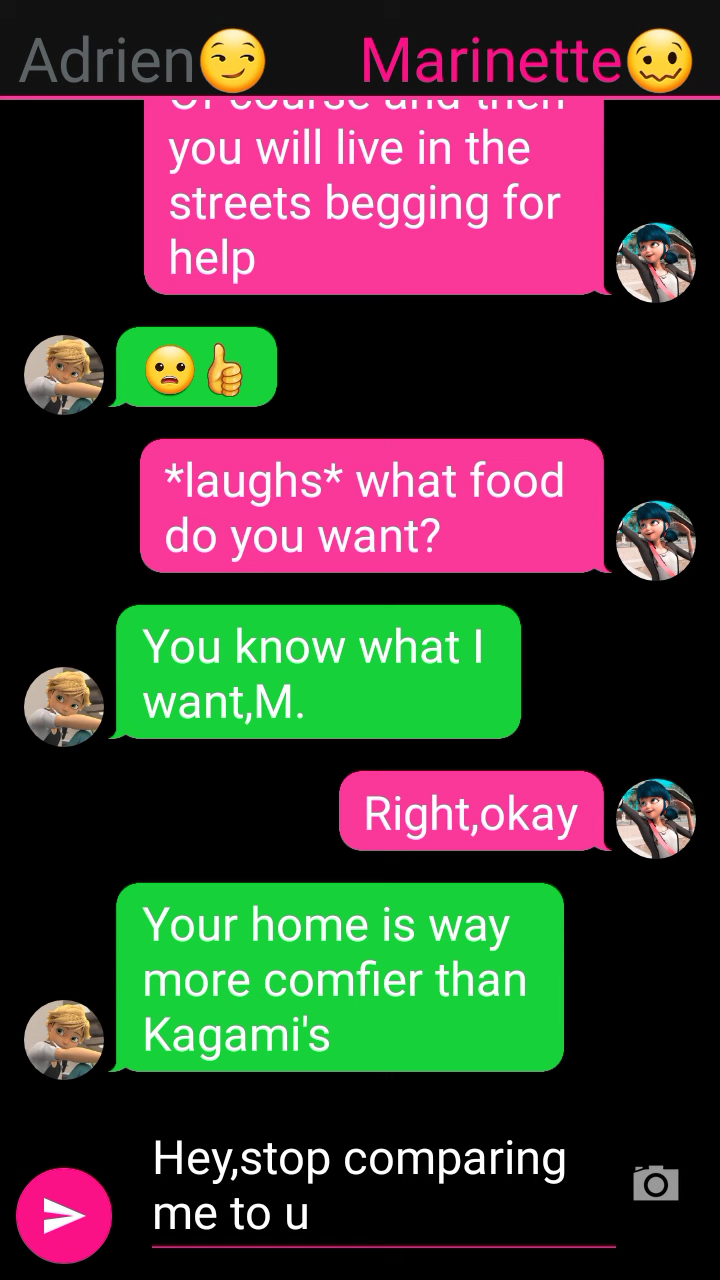 Adrien😏 Marinette🥴
Of course and then
you will live in the
streets begging for
help
😦👍
*laughs* what food
do you want?
You know what I
want,M.
Right,okay
Your home is way
more comfier than
Kagami's
Hey,stop comparing
me to u